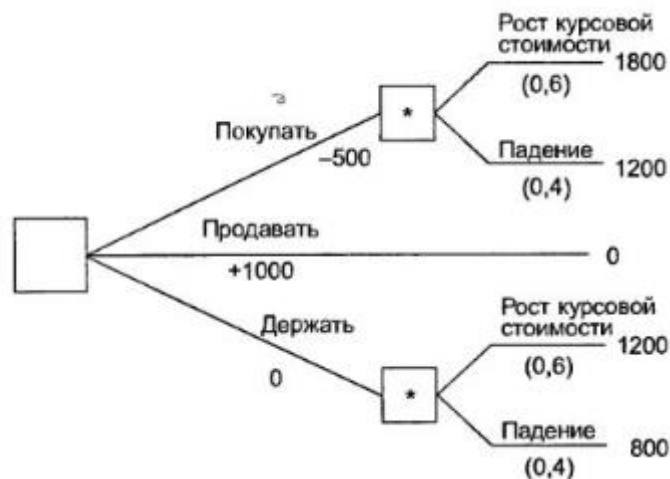 Рост курсовой
стоимости
1800
(0,6)
Покупать
*
–500
Падение
1200
(0,4)
Продавать
0
+1000
Рост курсовой
стоимости
Держать
1200
(0,6)
0
*
Падение
800
(0,4)